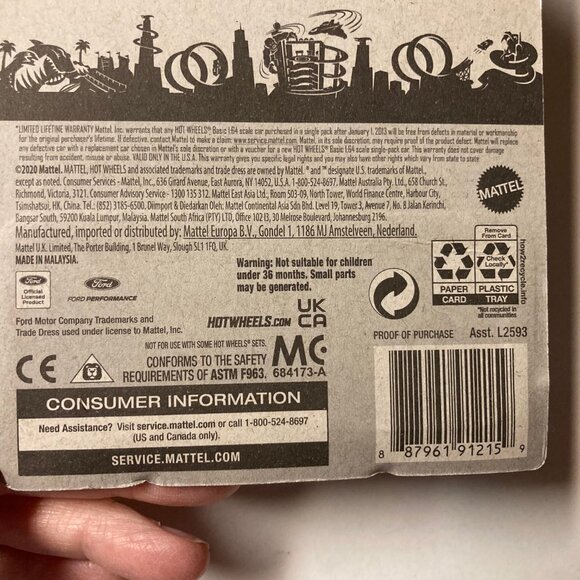 *LIMITED LIFETIME WARRANTY Mattel, Inc. warrants that any HOT WHEELS® Basic 1:64 scale car purchased in a single pack after January 1, 2013 will be free from defects in material or workmanship
for the original purchaser's lifetime. If defective, contact Mattel to make a claim: www.service.mattel.com. Mattel, in its sole discretion, may require proof of the product defect. Mattel will replace
any defective car with a replacement car chosen in Mattel's sole discretion or with a voucher for a new HOT WHEELS® Basic 1:64 scale single-pack car. This warranty does not cover damage
resulting from accident, misuse or abuse. VALID ONLY IN THE U.S.A. This warranty gives you specific legal rights and you may also have other rights which vary from state to state.
©2020 Mattel. MATTEL, HOT WHEELS and associated trademarks and trade dress are owned by Mattel. ® and ™ designate U.S. trademarks of Mattel,
except as noted. Consumer Services - Mattel, Inc., 636 Girard Avenue, East Aurora, NY 14052, U.S.A. 1-800-524-8697. Mattel Australia Pty. Ltd., 658 Church St.,
Richmond, Victoria, 3121. Consumer Advisory Service - 1300 135 312. Mattel East Asia Ltd., Room 503-09, North Tower, World Finance Centre, Harbour City,
Tsimshatsui, HK, China. Tel.: (852) 3185-6500. Diimport & Diedarkan Oleh: Mattel Continental Asia Sdn Bhd. Level 19, Tower 3, Avenue 7, No. 8 Jalan Kerinchi,
Bangsar South, 59200 Kuala Lumpur, Malaysia. Mattel South Africa (PTY) LTD, Office 102 I3, 30 Melrose Boulevard, Johannesburg 2196.
Manufactured, imported or distributed by: Mattel Europa B.V., Gondel 1, 1186 MJ Amstelveen, Nederland.
Mattel U.K. Limited, The Porter Building, 1 Brunel Way, Slough SL1 1FQ, UK.
MADE IN MALAYSIA.
MATTEL
Ford
Official
Licensed
Product
Ford
FORD PERFORMANCE
Ford Motor Company Trademarks and
Trade Dress used under license to Mattel, Inc.
Warning: Not suitable for children
under 36 months. Small parts
may be generated.
HOTWHEELS.COM
UK
CA
Remove
From Card
Check
Locally*
PAPER
CARD
PLASTIC
TRAY
*Not recycled in
all communities
how2recycle.info
PROOF OF PURCHASE Asst. L2593
NOT FOR USE WITH SOME HOT WHEELS® SETS.
CE
CONFORMS TO THE SAFETY
REQUIREMENTS OF ASTM F963.
MC
684173-A
CONSUMER INFORMATION
Need Assistance? Visit service.mattel.com or call 1-800-524-8697
(US and Canada only).
SERVICE.MATTEL.COM
8 87961 91215 9